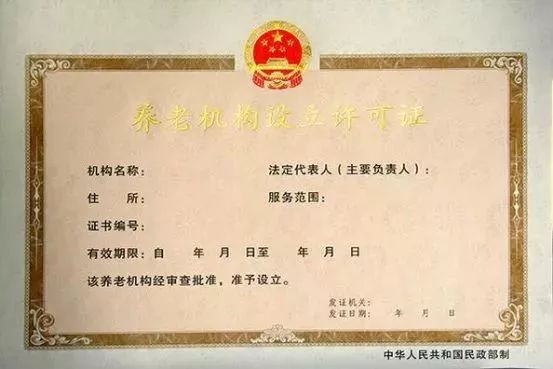 养老机构设立许可证
机构名称： 法定代表人（主要负责人）：
住 所： 服务范围：
证书编号：
有效期限：自 年 月 日至 年 月 日
该养老机构经审查批准，准予设立。
发证机关：
发证日期： 年 月 日
中华人民共和国民政部制